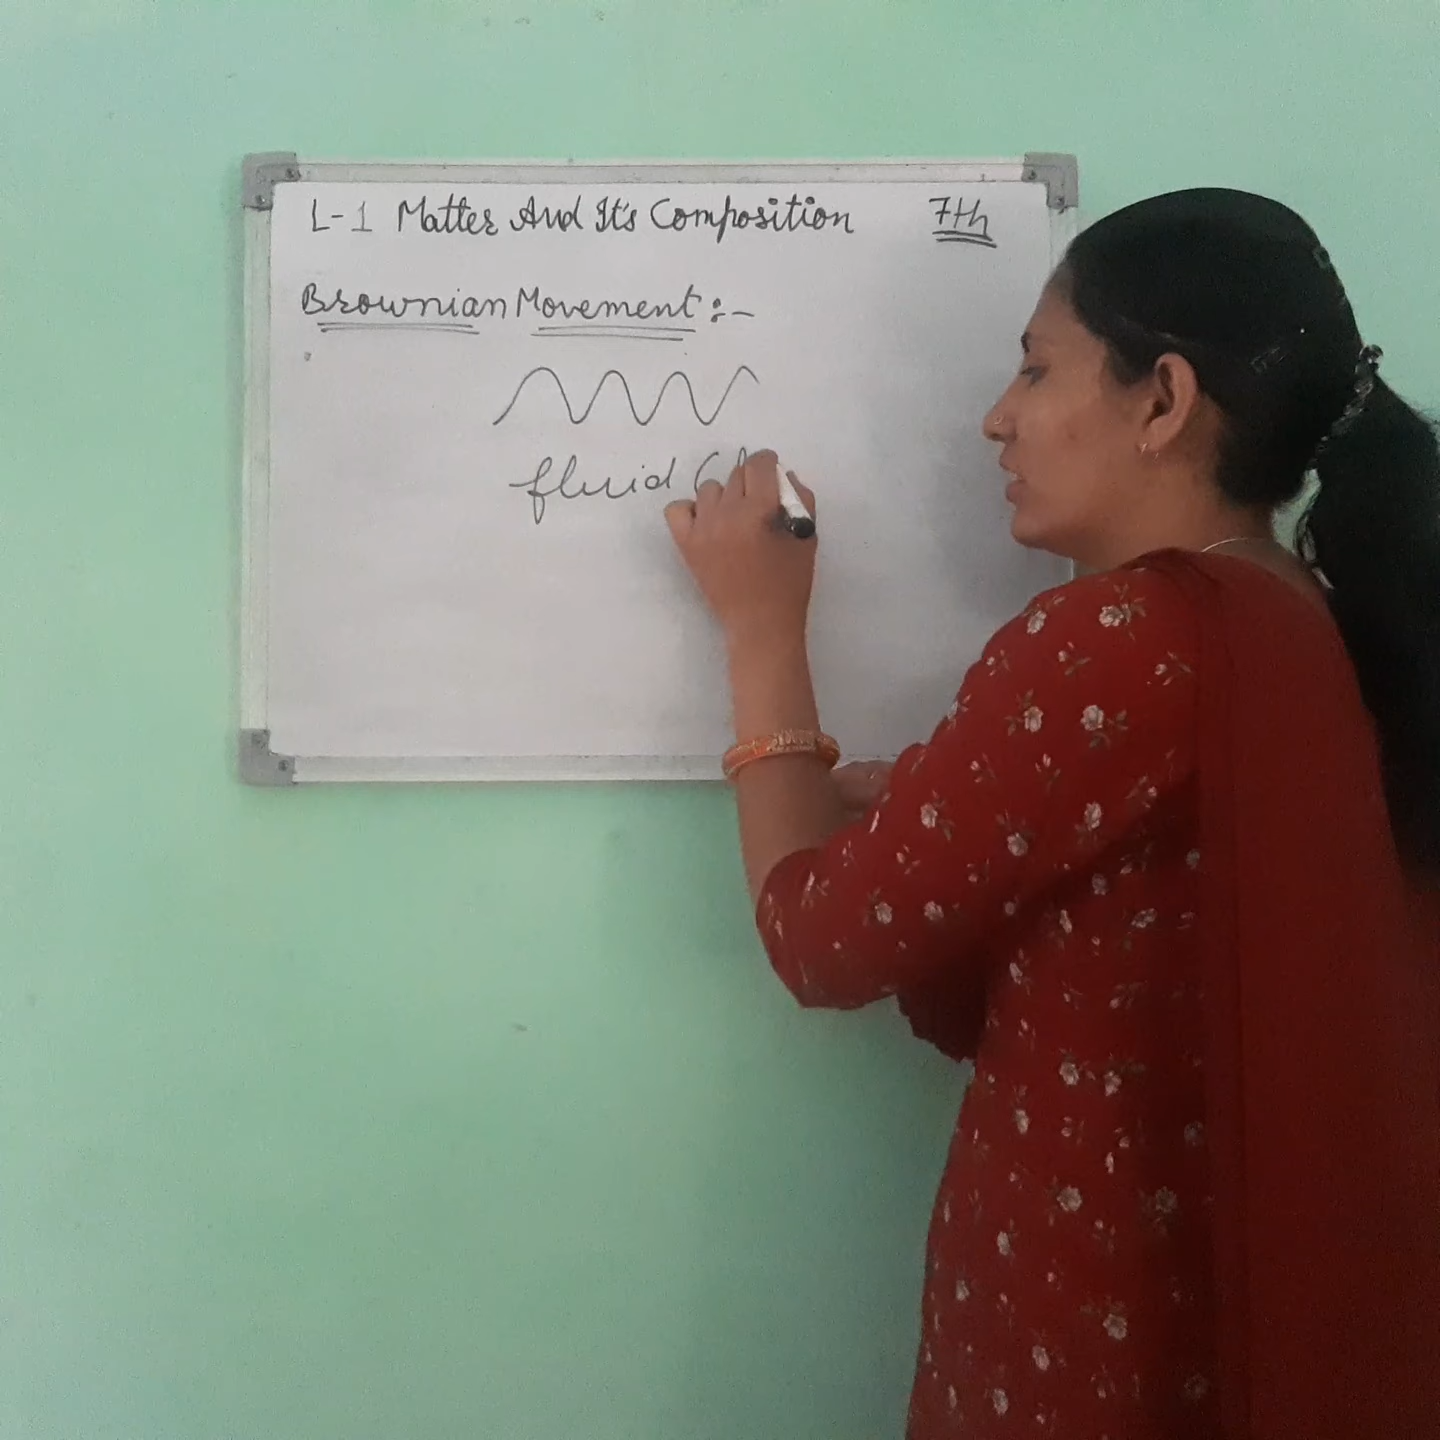 L-1 Matter And It's Composition 7th
Brownian Movement :-
fluid (